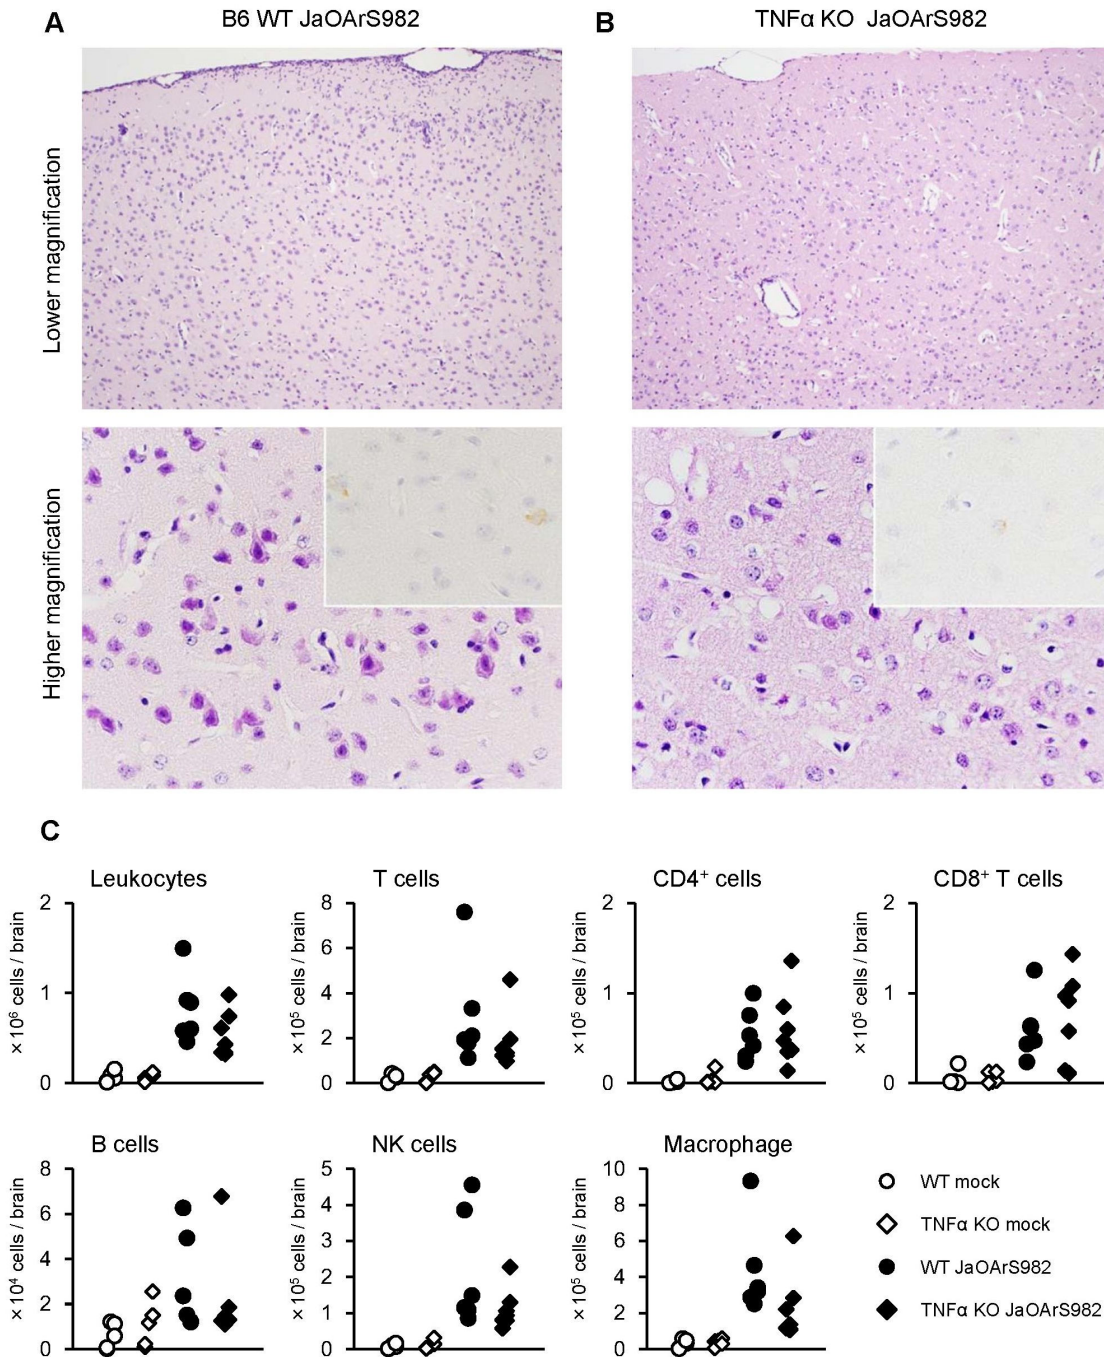 A
B6 WT JaOArS982
B
TNFα KO JaOArS982
Lower magnification
Higher magnification
C
Leukocytes
×10⁶ cells / brain
2
1
0
T cells
×10⁵ cells / brain
8
6
4
2
0
CD4⁺ cells
×10⁵ cells / brain
2
1
0
CD8⁺ T cells
×10⁵ cells / brain
2
1
0
B cells
×10⁴ cells / brain
8
6
4
2
0
NK cells
×10⁵ cells / brain
5
4
3
2
1
0
Macrophage
×10⁵ cells / brain
10
8
6
4
2
0
WT mock
TNFα KO mock
WT JaOArS982
TNFα KO JaOArS982